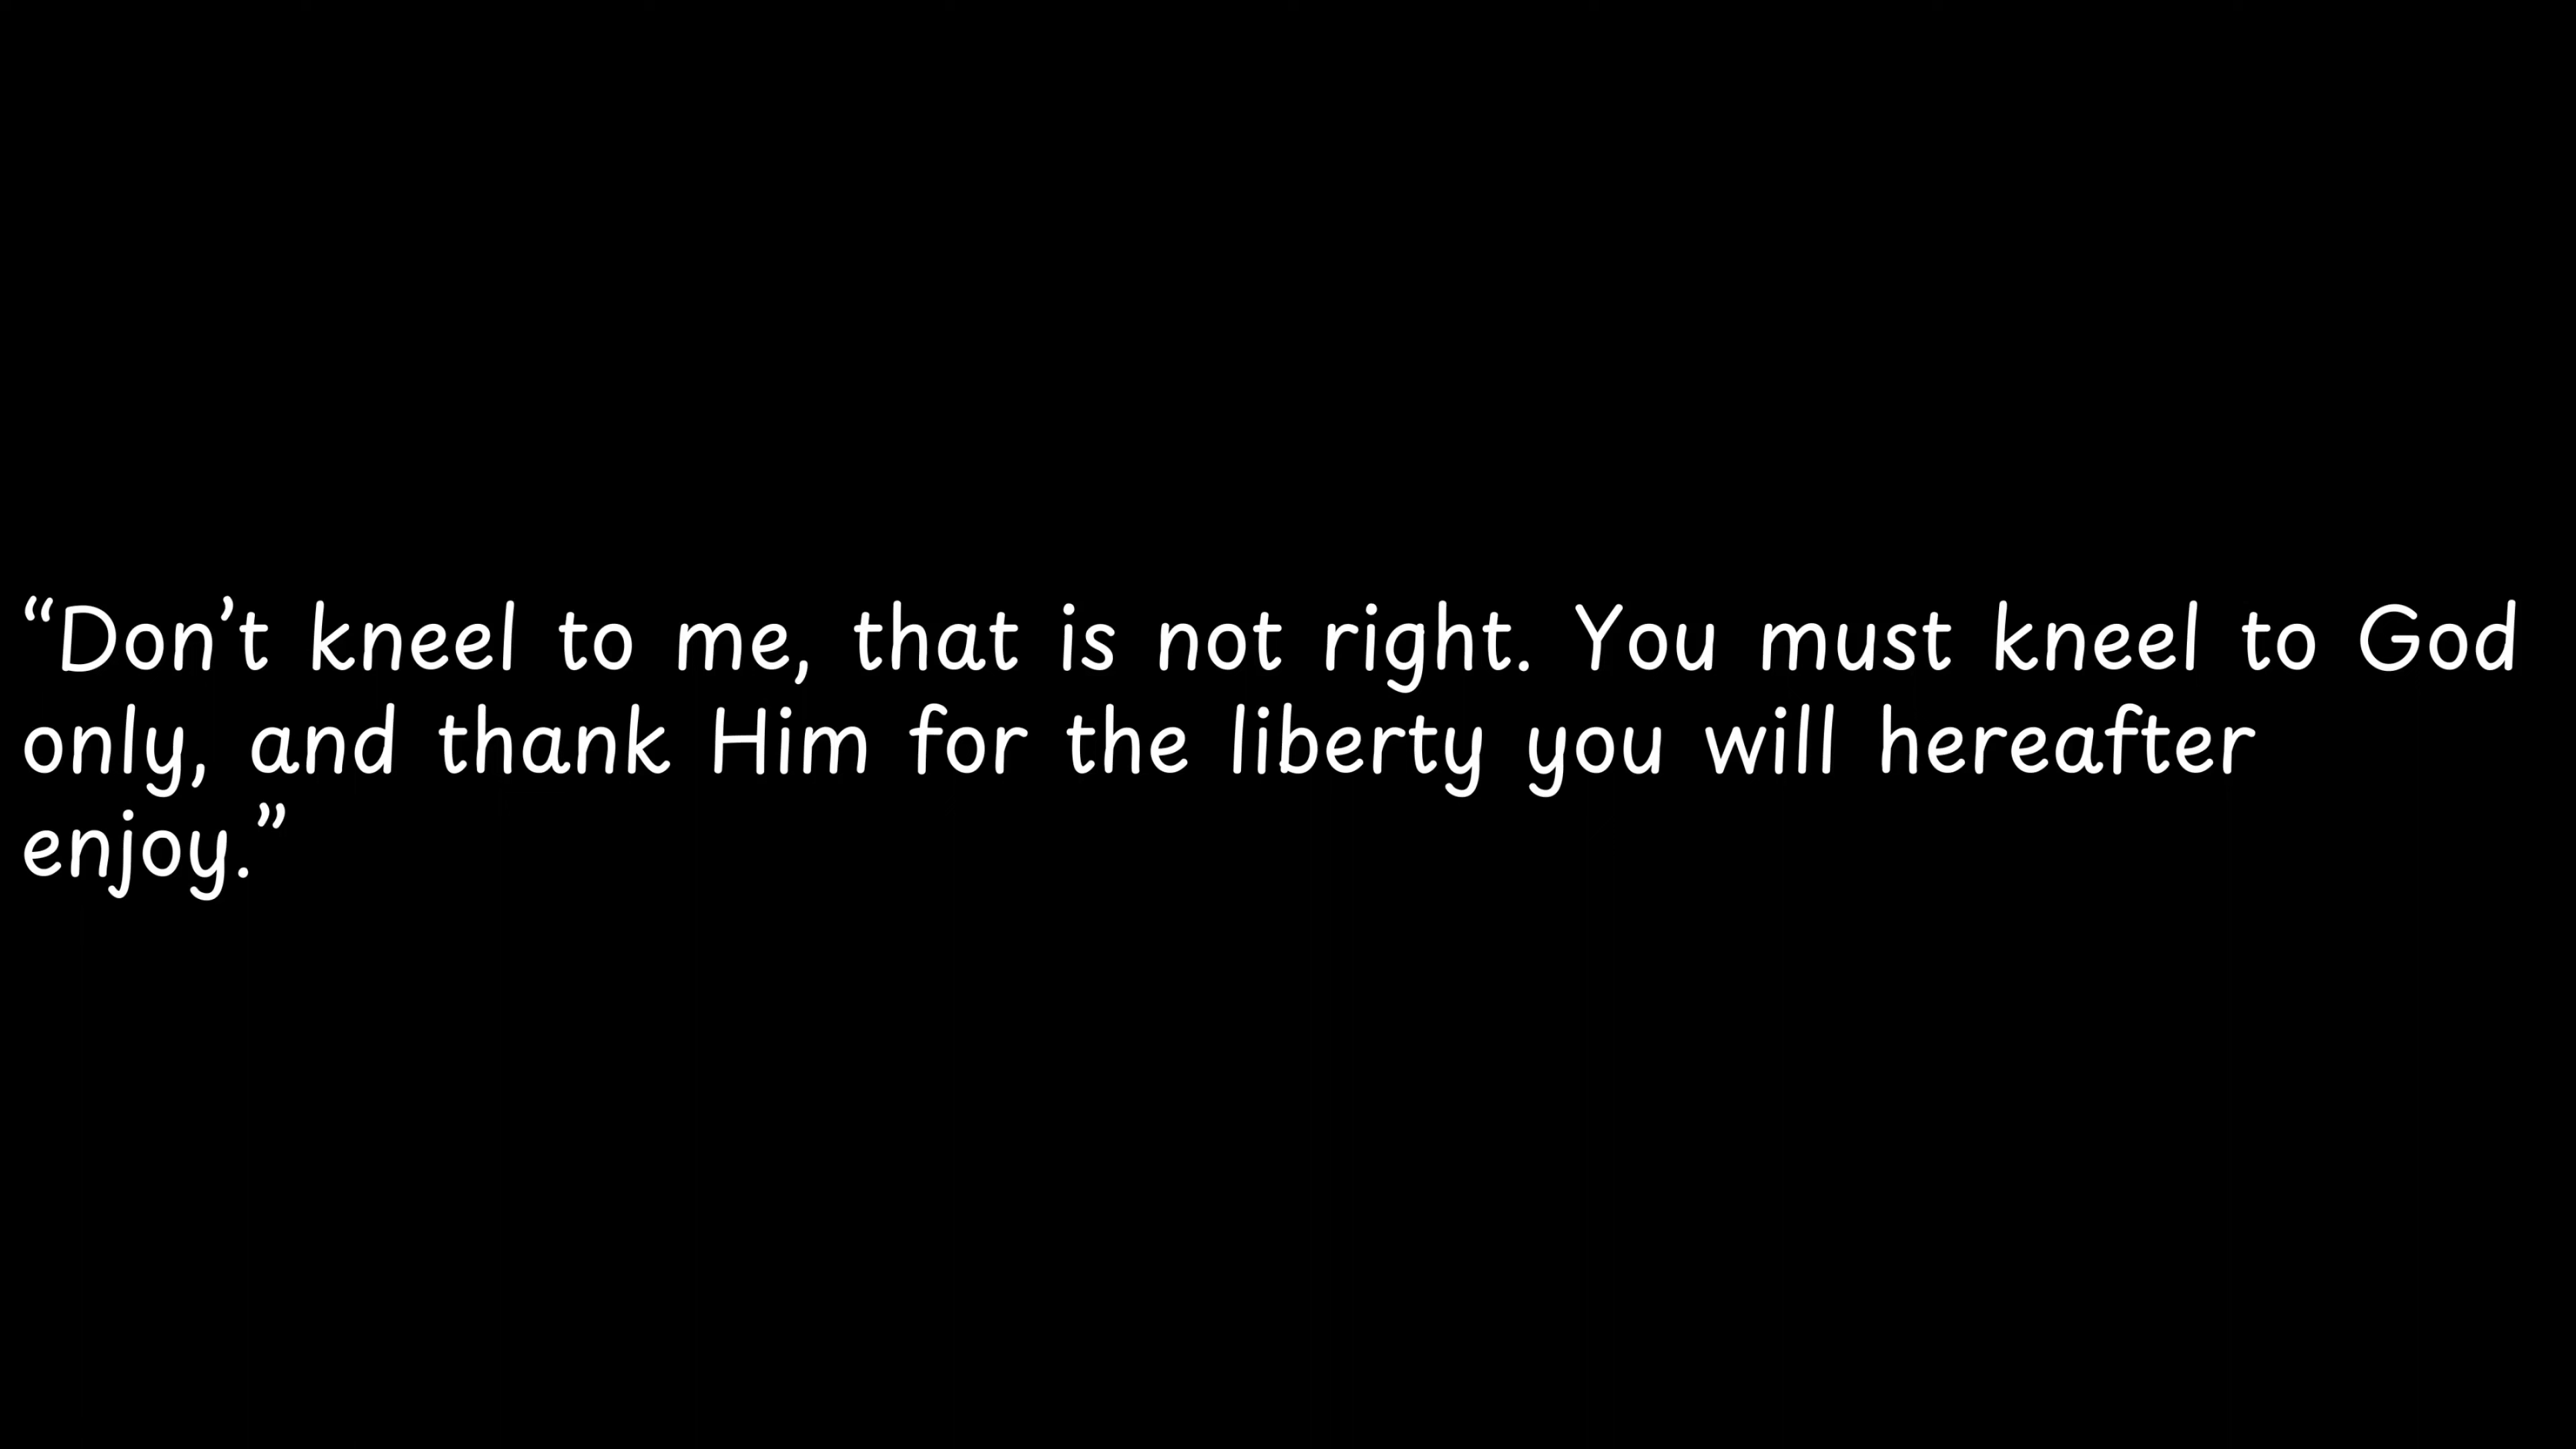 “Don’t kneel to me, that is not right. You must kneel to God
only, and thank Him for the liberty you will hereafter
enjoy.”